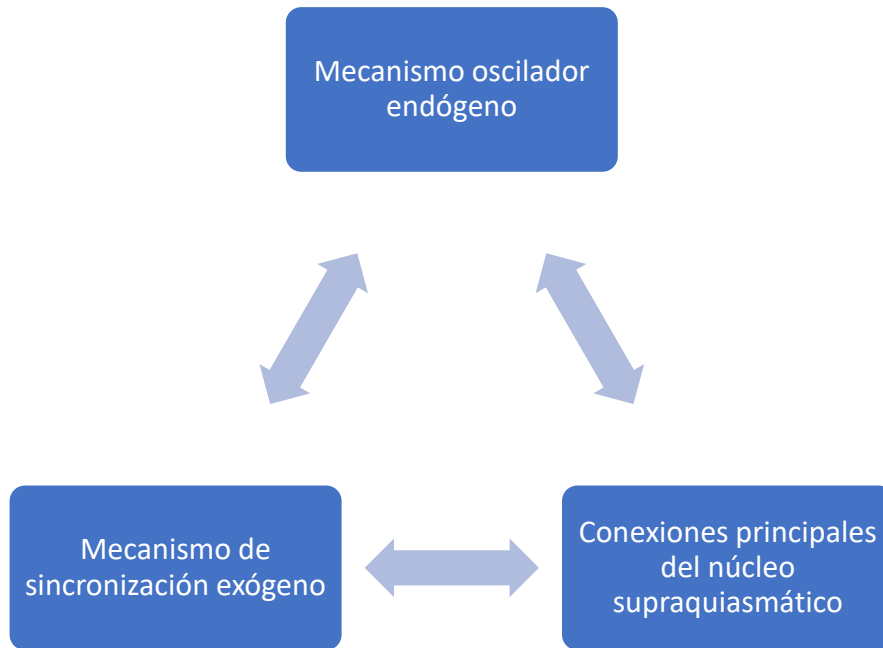 Mecanismo oscilador
endógeno
Mecanismo de
sincronización exógeno
Conexiones principales
del núcleo
supraquiasmático